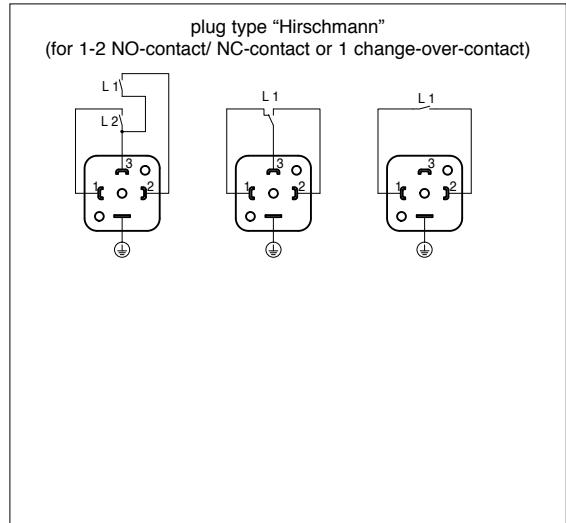 plug type “Hirschmann”
(for 1-2 NO-contact/ NC-contact or 1 change-over-contact)
L 1
L 2
3
1
2
L 1
3
1
2
L 1
3
1
2